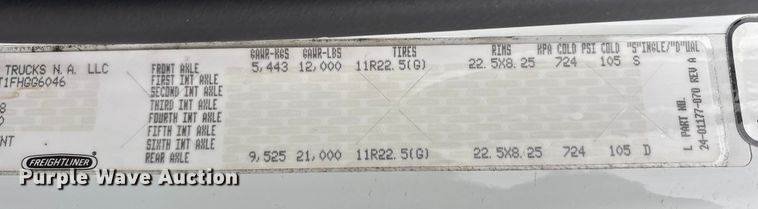 GAWR-KGS GAWR-LBS TIRES RIMS KPA COLD PSI COLD "S"INGLE/"D"UAL
TRUCKS N.A. LLC FRONT AXLE 5,443 12,000 11R22.5(G) 22.5X8.25 724 105 S
T1FHGG6046 FIRST INT AXLE
SECOND INT AXLE
8 THIRD INT AXLE
FOURTH INT AXLE
FIFTH INT AXLE
NT SIXTH INT AXLE
REAR AXLE 9,525 21,000 11R22.5(G) 22.5X8.25 724 105 D
L PART NO.
24-01177-070 REV A
FREIGHTLINER
Purple Wave Auction